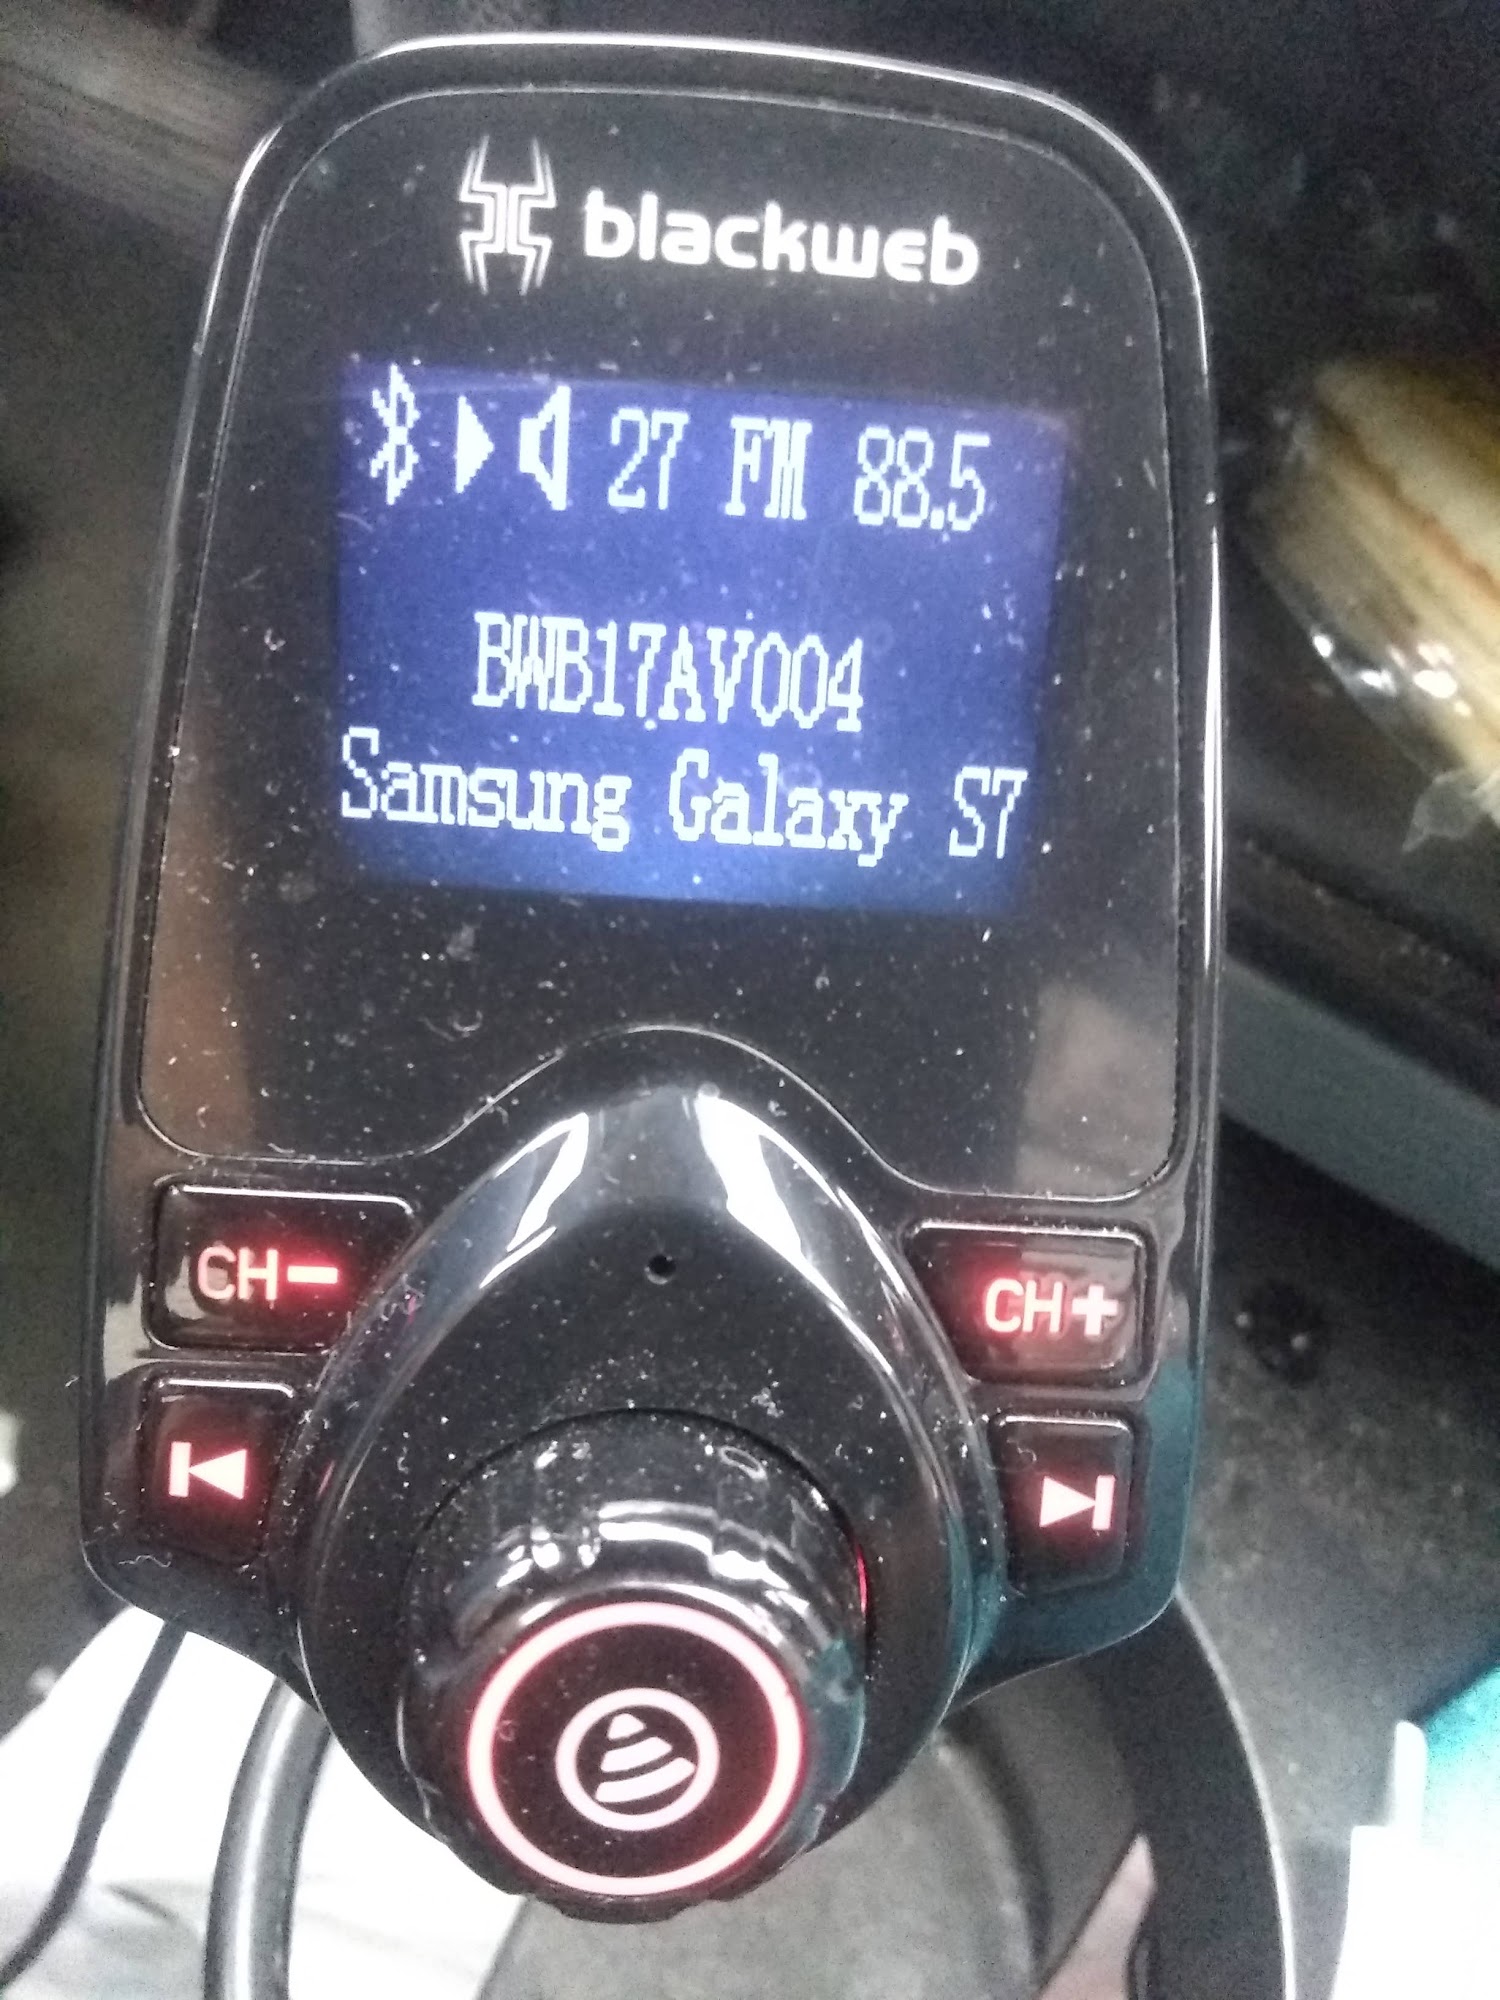 blackweb
27 FM 88.5
BWB17AV004
Samsung Galaxy S7
CH- CH+